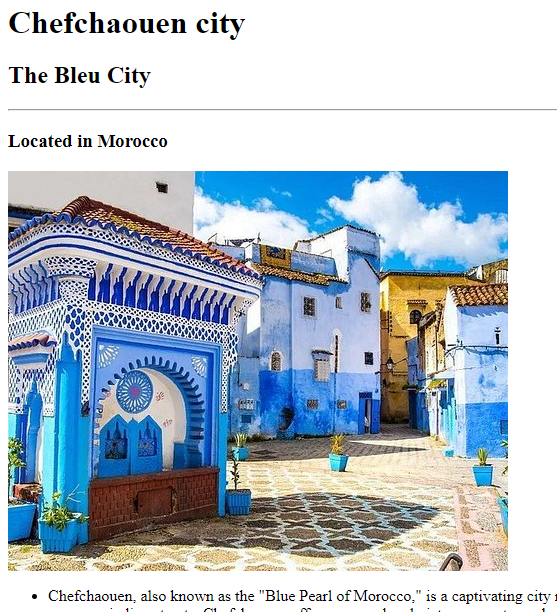 Chefchaouen city
The Bleu City
Located in Morocco
Chefchaouen, also known as the "Blue Pearl of Morocco," is a captivating city